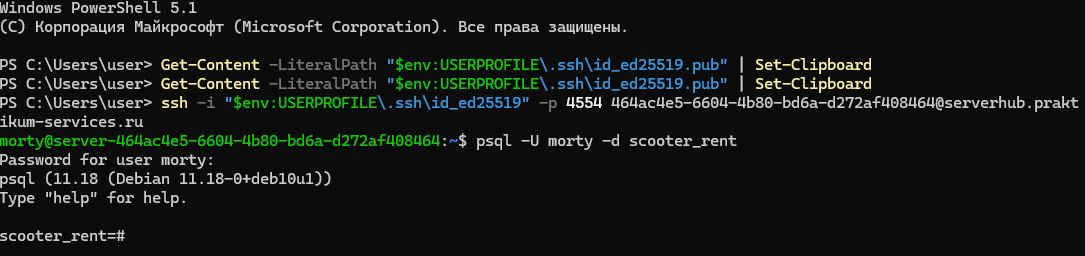 Windows PowerShell 5.1
(C) Корпорация Майкрософт (Microsoft Corporation). Все права защищены.
PS C:\Users\user> Get-Content -LiteralPath "$env:USERPROFILE\.ssh\id_ed25519.pub" | Set-Clipboard
PS C:\Users\user> Get-Content -LiteralPath "$env:USERPROFILE\.ssh\id_ed25519.pub" | Set-Clipboard
PS C:\Users\user> ssh -i "$env:USERPROFILE\.ssh\id_ed25519" -p 4554 464ac4e5-6604-4b80-bd6a-d272af408464@serverhub.prakt
ikum-services.ru
morty@server-464ac4e5-6604-4b80-bd6a-d272af408464:~$ psql -U morty -d scooter_rent
Password for user morty:
psql (11.18 (Debian 11.18-0+deb10u1))
Type "help" for help.
scooter_rent=#